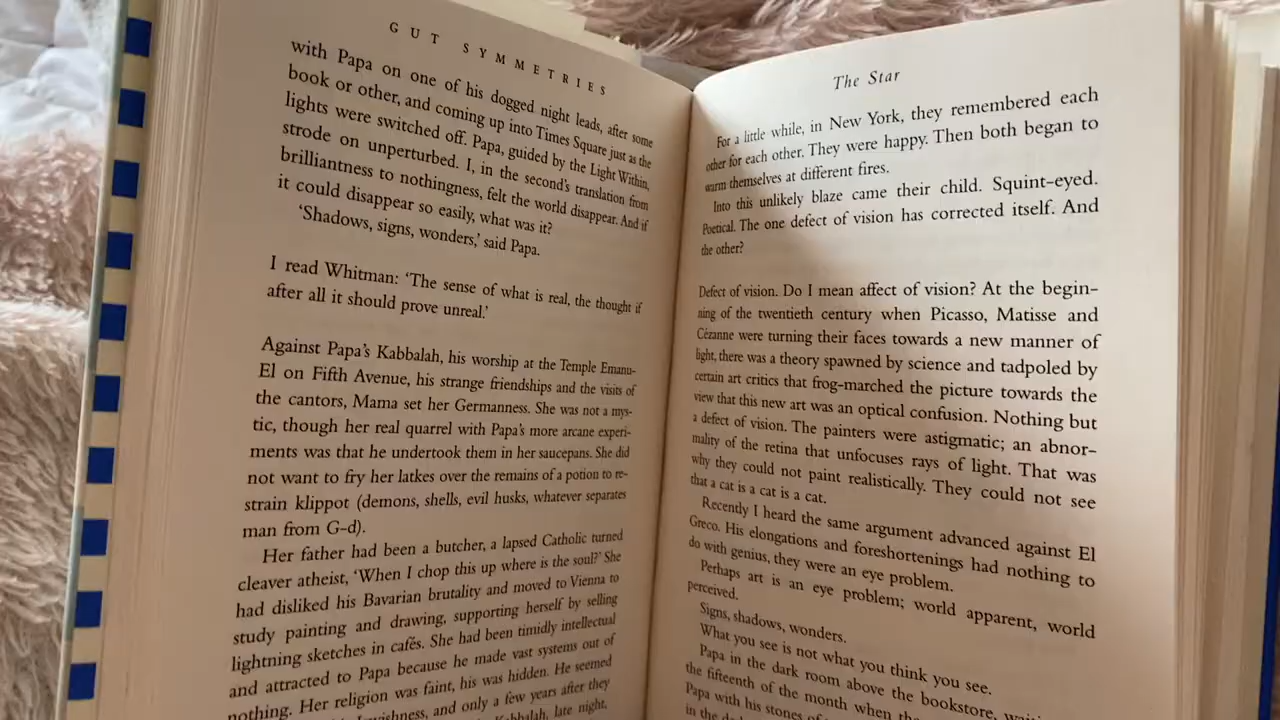 GUT SYMMETRIES
with Papa on one of his dogged night leads, after some
book or other, and coming up into Times Square just as the
lights were switched off. Papa, guided by the Light Within,
strode on unperturbed. I, in the second's translation from
brilliantness to nothingness, felt the world disappear. And if
it could disappear so easily, what was it?
'Shadows, signs, wonders,' said Papa.
I read Whitman: 'The sense of what is real, the thought if
after all it should prove unreal.'
Against Papa's Kabbalah, his worship at the Temple Emanu-
El on Fifth Avenue, his strange friendships and the visits of
the cantors, Mama set her Germanness. She was not a mys-
tic, though her real quarrel with Papa's more arcane experi-
ments was that he undertook them in her saucepans. She did
not want to fry her latkes over the remains of a potion to re-
strain klippot (demons, shells, evil husks, whatever separates
man from G-d).
Her father had been a butcher, a lapsed Catholic turned
cleaver atheist, 'When I chop this up where is the soul?' She
had disliked his Bavarian brutality and moved to Vienna to
study painting and drawing, supporting herself by selling
lightning sketches in cafés. She had been timidly intellectual
and attracted to Papa because he made vast systems out of
nothing. Her religion was faint, his was hidden. He seemed
and only a few years after they
late night,
The Star
For a little while, in New York, they remembered each
other for each other. They were happy. Then both began to
warm themselves at different fires.
Into this unlikely blaze came their child. Squint-eyed.
Poetical. The one defect of vision has corrected itself. And
the other?
Defect of vision. Do I mean affect of vision? At the begin-
ning of the twentieth century when Picasso, Matisse and
Cézanne were turning their faces towards a new manner of
light, there was a theory spawned by science and tadpoled by
certain art critics that frog-marched the picture towards the
view that this new art was an optical confusion. Nothing but
a defect of vision. The painters were astigmatic; an abnor-
mality of the retina that unfocuses rays of light. That was
why they could not paint realistically. They could not see
that a cat is a cat is a cat.
Recently I heard the same argument advanced against El
Greco. His elongations and foreshortenings had nothing to
do with genius, they were an eye problem.
Perhaps art is an eye problem; world apparent, world
perceived.
Signs, shadows, wonders.
What you see is not what you think you see.
Papa in the dark room above the bookstore,
the fifteenth of the month when
Papa with his stones of
in the